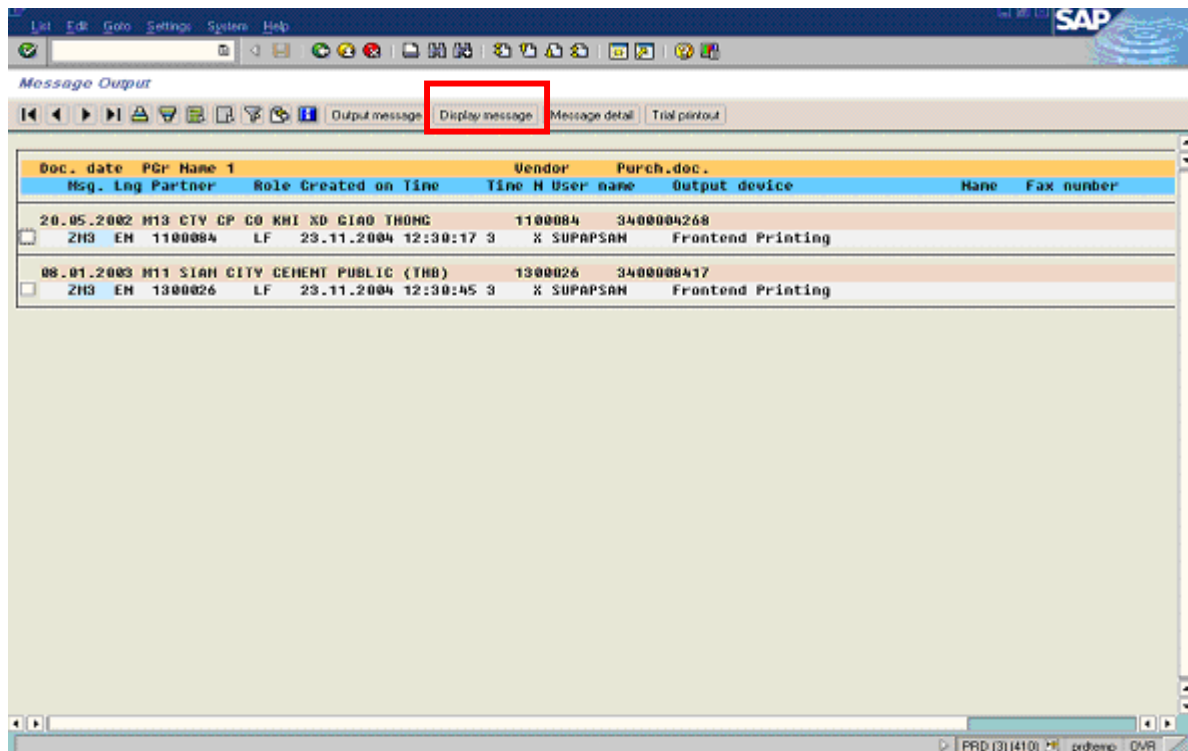 List Edit Goto Settings System Help
SAP
Message Output
Output message Display message Message detail Trial printout
Doc. date PGr Name 1 Vendor Purch.doc.
Msg. Lng Partner Role Created on Time Time M User name Output device Name Fax number
20.05.2002 M13 CTY CP CO KHI XD GIAO THONG 1100084 3400004268
ZM3 EN 1100084 LF 23.11.2004 12:30:17 3 X SUPAPSAN Frontend Printing
08.01.2003 M11 SIAM CITY CEMENT PUBLIC (THB) 1300026 3400008417
ZM3 EN 1300026 LF 23.11.2004 12:30:45 3 X SUPAPSAN Frontend Printing
PRD (3) (410) prdtemp OVR